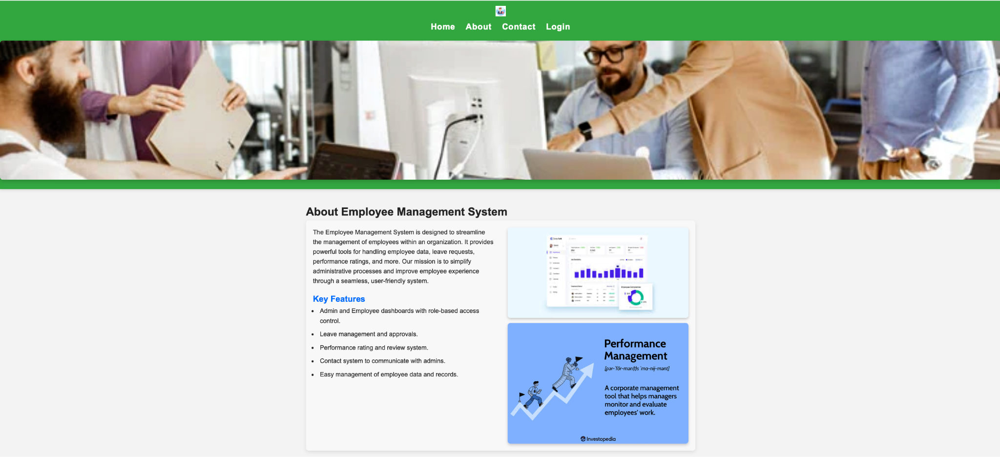 Home About Contact Login
About Employee Management System
The Employee Management System is designed to streamline
the management of employees within an organization. It provides
powerful tools for handling employee data, leave requests,
performance ratings, and more. Our mission is to simplify
administrative processes and improve employee experience
through a seamless, user-friendly system.
Key Features
• Admin and Employee dashboards with role-based access
control.
• Leave management and approvals.
• Performance rating and review system.
• Contact system to communicate with admins.
• Easy management of employee data and records.
Performance
Management
[pər-ˈfȯr-mən(t)s ˈma-nij-mənt]
A corporate management
tool that helps managers
monitor and evaluate
employees' work.
Investopedia